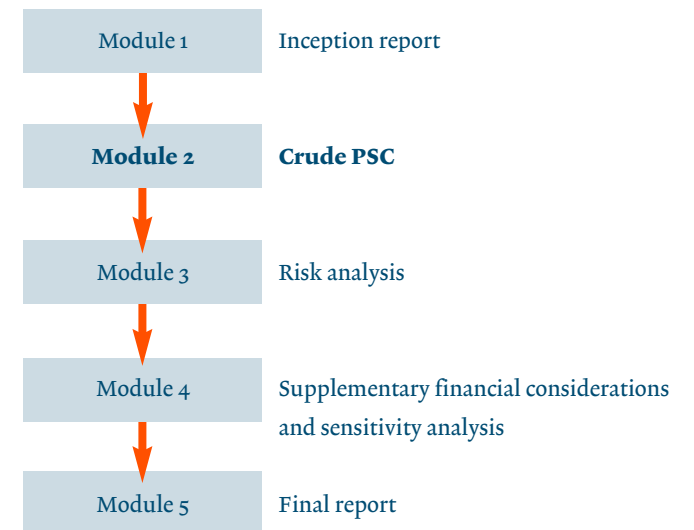 Module 1 Inception report
Module 2 Crude PSC
Module 3 Risk analysis
Module 4 Supplementary financial considerations
and sensitivity analysis
Module 5 Final report